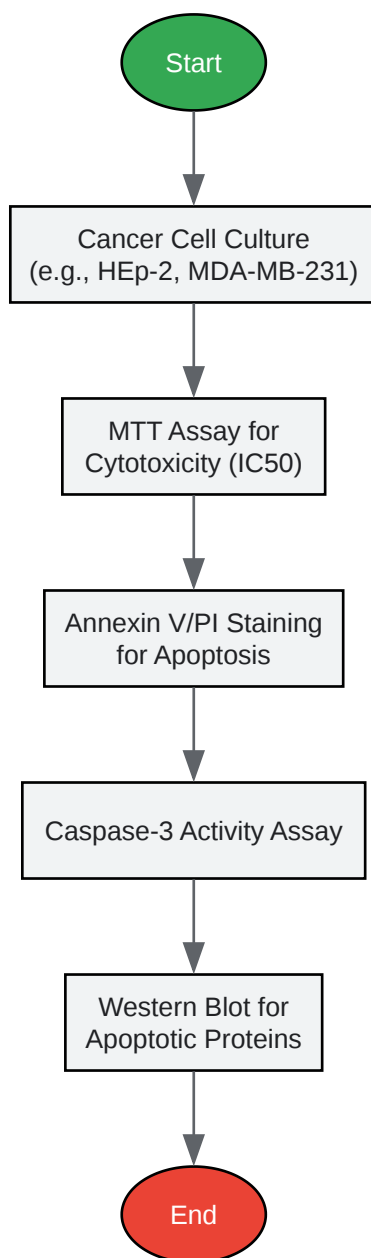 Start
Cancer Cell Culture
(e.g., HEp-2, MDA-MB-231)
MTT Assay for
Cytotoxicity (IC50)
Annexin V/PI Staining
for Apoptosis
Caspase-3 Activity Assay
Western Blot for
Apoptotic Proteins
End